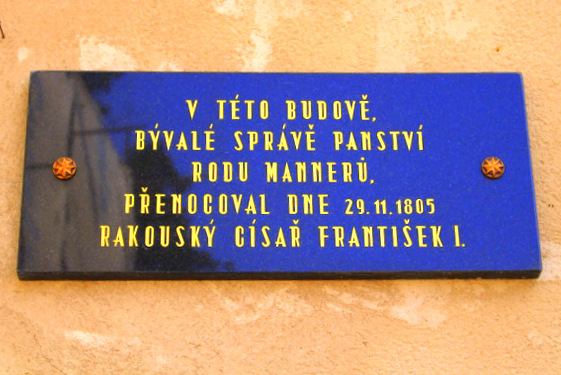 V TÉTO BUDOVĚ,
BÝVALÉ SPRÁVĚ PANSTVÍ
RODU MANNERŮ,
PŘENOCOVAL DNE 29.11.1805
RAKOUSKÝ CÍSAŘ FRANTIŠEK I.